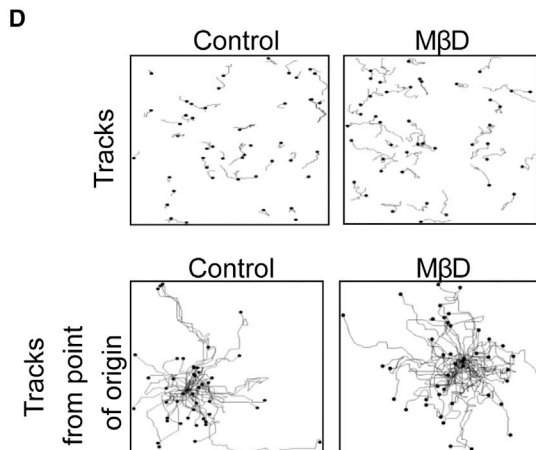 D
Control MβD
Tracks
Control MβD
Tracks
from point
of origin